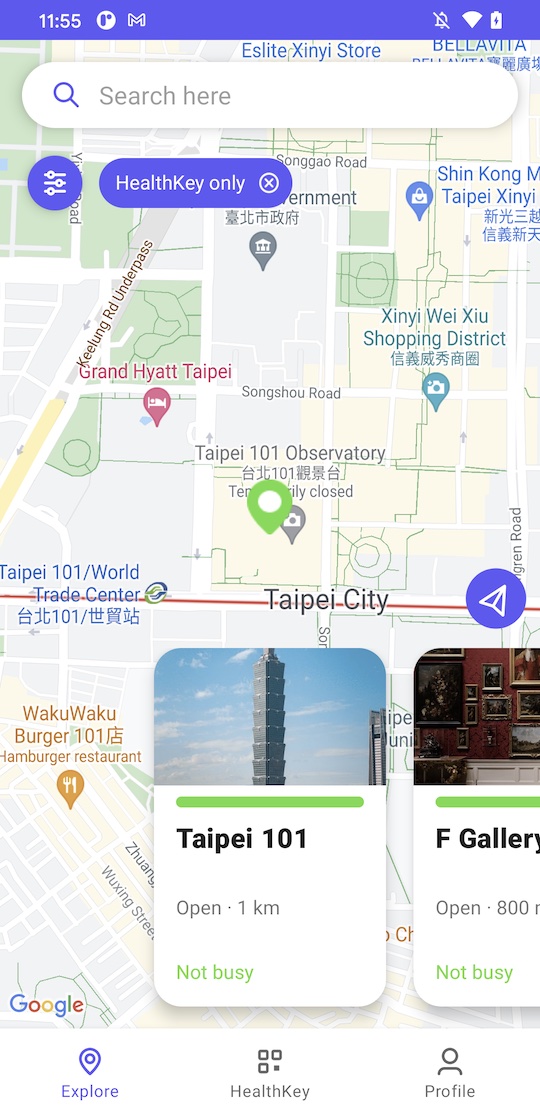 11:55
Eslite Xinyi Store
BELLAVITA
BELLAVITA寶麗廣場
Search here
Songgao Road
HealthKey only
vernment
臺北市政府
Shin Kong M
Taipei Xinyi
新光三越
信義新天
Keelung Rd Underpass
Xinyi Wei Xiu
Shopping District
信義威秀商圈
Grand Hyatt Taipei
Songshou Road
Taipei 101 Observatory
台北101觀景台
Temporarily closed
ngren Road
Taipei 101/World
Trade Center
台北101/世貿站
Taipei City
Sor
WakuWaku
Burger 101店
Hamburger restaurant
Zhuang
Wuxing Street
Taipei 101
Open · 1 km
Not busy
F Gallery
Open · 800 m
Not busy
Google
Explore
HealthKey
Profile